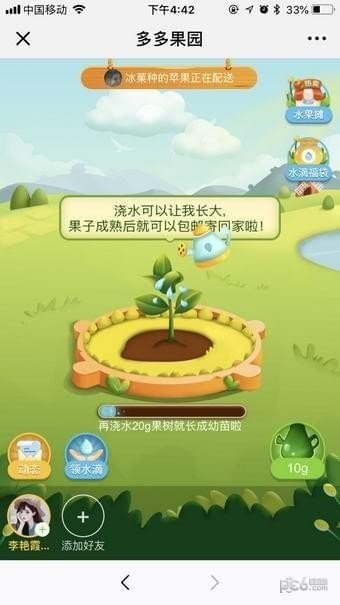 中国移动
下午4:42
33%
多多果园
冰菓种的苹果正在配送
热卖
水果摊
水滴福袋
浇水可以让我长大,
果子成熟后就可以包邮寄回家啦!
再浇水20g果树就长成幼苗啦
动态
领水滴
10g
李艳霞...
添加好友
pc6.com